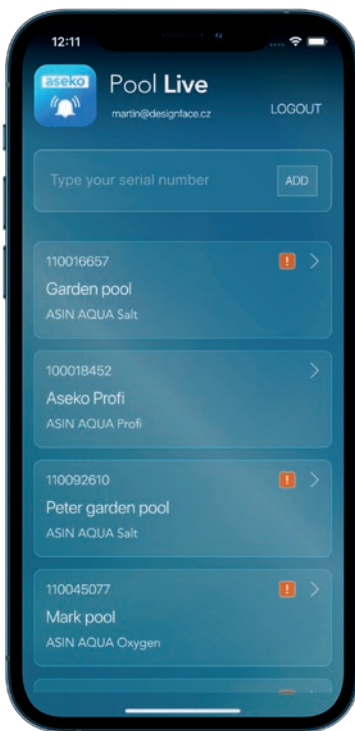 12:11
aseko
Pool Live
martin@designface.cz
LOGOUT
Type your serial number
ADD
110016657
!
Garden pool
ASIN AQUA Salt
100018452
Aseko Profi
ASIN AQUA Profi
110092610
!
Peter garden pool
ASIN AQUA Salt
110045077
!
Mark pool
ASIN AQUA Oxygen